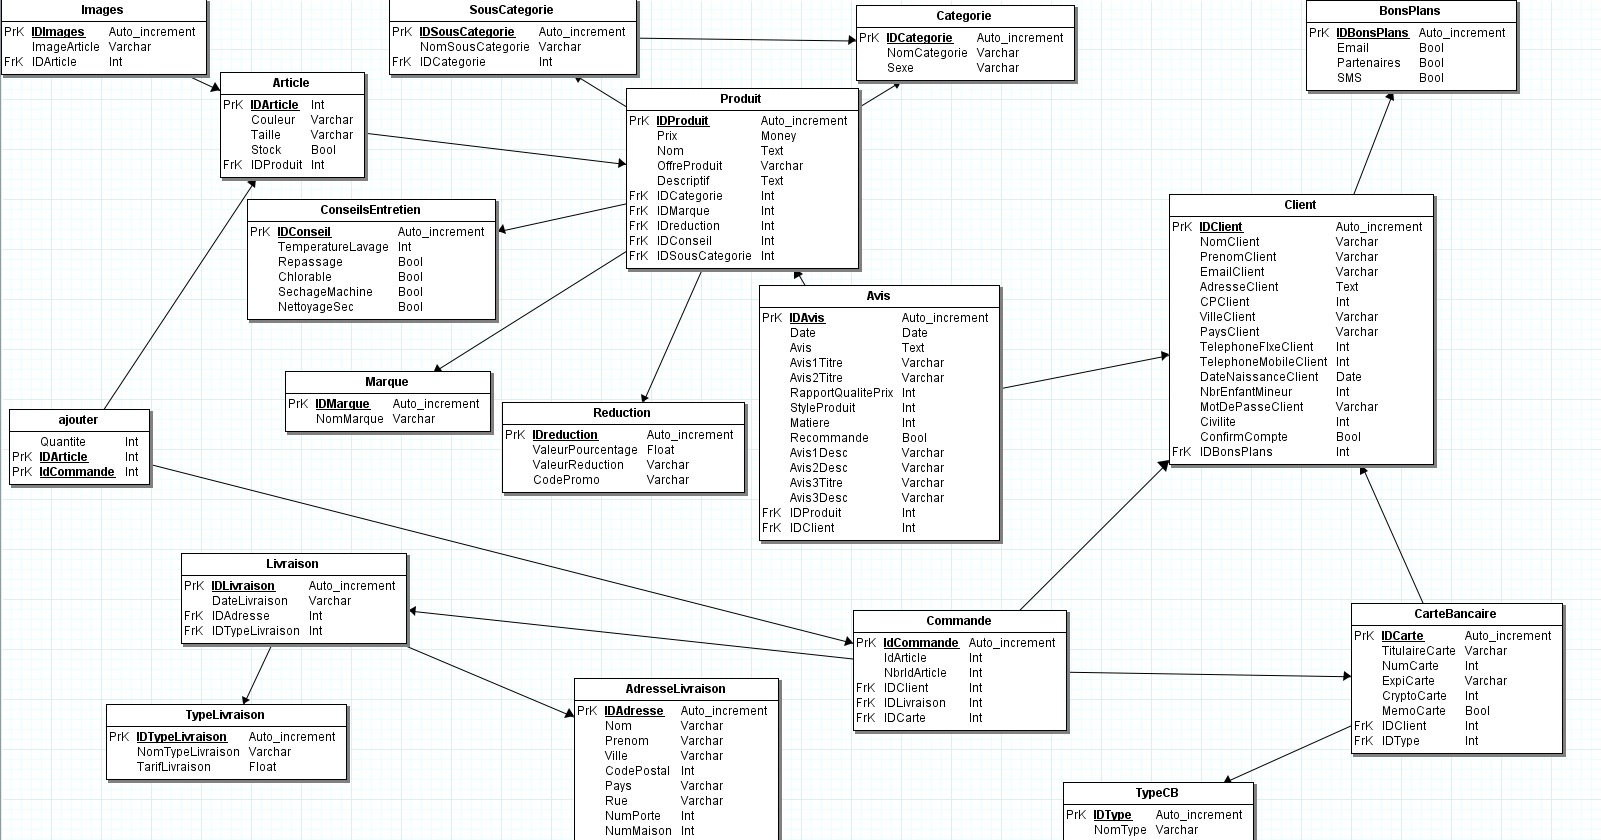 Images
PrK IDImages Auto_increment
ImageArticle Varchar
FrK IDArticle Int
SousCategorie
PrK IDSousCategorie Auto_increment
NomSousCategorie Varchar
FrK IDCategorie Int
Categorie
PrK IDCategorie Auto_increment
NomCategorie Varchar
Sexe Varchar
BonsPlans
PrK IDBonsPlans Auto_increment
Email Bool
Partenaires Bool
SMS Bool
Article
PrK IDArticle Int
Couleur Varchar
Taille Varchar
Stock Bool
FrK IDProduit Int
Produit
PrK IDProduit Auto_increment
Prix Money
Nom Text
OffreProduit Varchar
Descriptif Text
FrK IDCategorie Int
FrK IDMarque Int
FrK IDreduction Int
FrK IDConseil Int
FrK IDSousCategorie Int
ConseilsEntretien
PrK IDConseil Auto_increment
TemperatureLavage Int
Repassage Bool
Chlorable Bool
SechageMachine Bool
NettoyageSec Bool
Client
PrK IDClient Auto_increment
NomClient Varchar
PrenomClient Varchar
EmailClient Varchar
AdresseClient Text
CPClient Int
VilleClient Varchar
PaysClient Varchar
TelephoneFIxeClient Int
TelephoneMobileClient Int
DateNaissanceClient Date
NbrEnfantMineur Int
MotDePasseClient Varchar
Civilite Int
ConfirmCompte Bool
FrK IDBonsPlans Int
Avis
PrK IDAvis Auto_increment
Date Date
Avis Text
Avis1Titre Varchar
Avis2Titre Varchar
RapportQualitePrix Int
StyleProduit Int
Matiere Int
Recommande Bool
Avis1Desc Varchar
Avis2Desc Varchar
Avis3Titre Varchar
Avis3Desc Varchar
FrK IDProduit Int
FrK IDClient Int
Marque
PrK IDMarque Auto_increment
NomMarque Varchar
Reduction
PrK IDreduction Auto_increment
ValeurPourcentage Float
ValeurReduction Varchar
CodePromo Varchar
ajouter
Quantite Int
PrK IDArticle Int
PrK IdCommande Int
Livraison
PrK IDLivraison Auto_increment
DateLivraison Varchar
FrK IDAdresse Int
FrK IDTypeLivraison Int
Commande
PrK IdCommande Auto_increment
IdArticle Int
NbrIdArticle Int
FrK IDClient Int
FrK IDLivraison Int
FrK IDCarte Int
CarteBancaire
PrK IDCarte Auto_increment
TitulaireCarte Varchar
NumCarte Int
ExpiCarte Varchar
CryptoCarte Int
MemoCarte Bool
FrK IDClient Int
FrK IDType Int
TypeLivraison
PrK IDTypeLivraison Auto_increment
NomTypeLivraison Varchar
TarifLivraison Float
AdresseLivraison
PrK IDAdresse Auto_increment
Nom Varchar
Prenom Varchar
Ville Varchar
CodePostal Int
Pays Varchar
Rue Varchar
NumPorte Int
NumMaison Int
TypeCB
PrK IDType Auto_increment
NomType Varchar